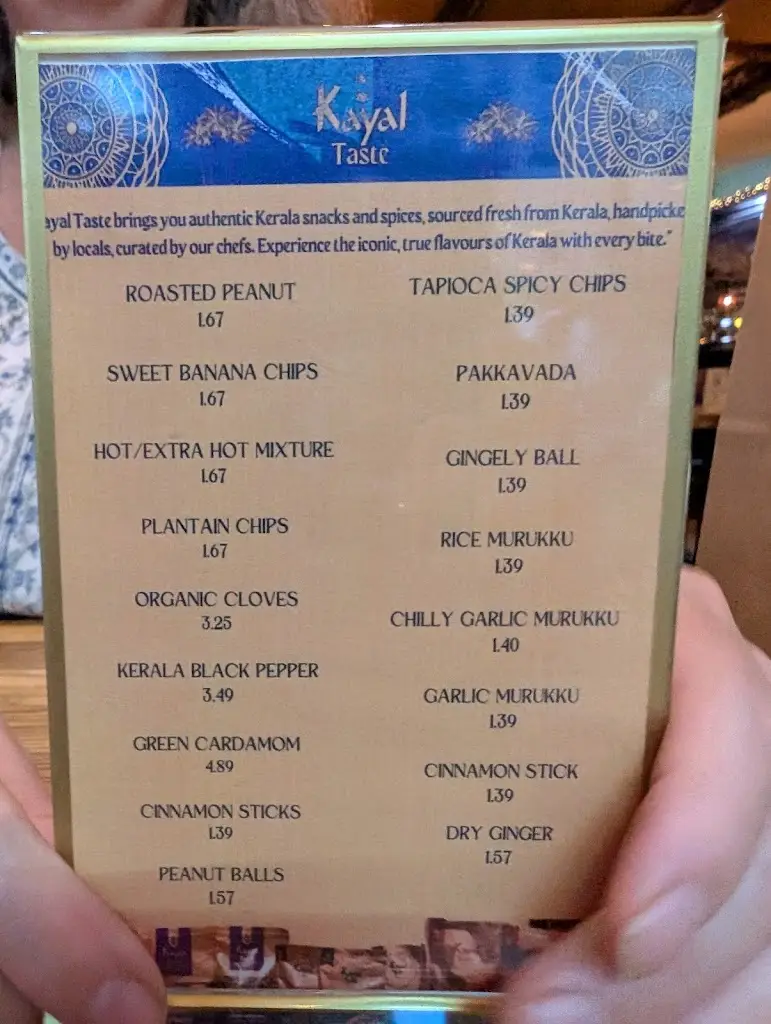 Kayal
Taste
ayal Taste brings you authentic Kerala snacks and spices, sourced fresh from Kerala, handpicke
by locals, curated by our chefs. Experience the iconic, true flavours of Kerala with every bite."
ROASTED PEANUT
1.67
SWEET BANANA CHIPS
1.67
HOT/EXTRA HOT MIXTURE
1.67
PLANTAIN CHIPS
1.67
ORGANIC CLOVES
3.25
KERALA BLACK PEPPER
3.49
GREEN CARDAMOM
4.89
CINNAMON STICKS
1.39
PEANUT BALLS
1.57
TAPIOCA SPICY CHIPS
1.39
PAKKAVADA
1.39
GINGELY BALL
1.39
RICE MURUKKU
1.39
CHILLY GARLIC MURUKKU
1.40
GARLIC MURUKKU
1.39
CINNAMON STICK
1.39
DRY GINGER
1.57